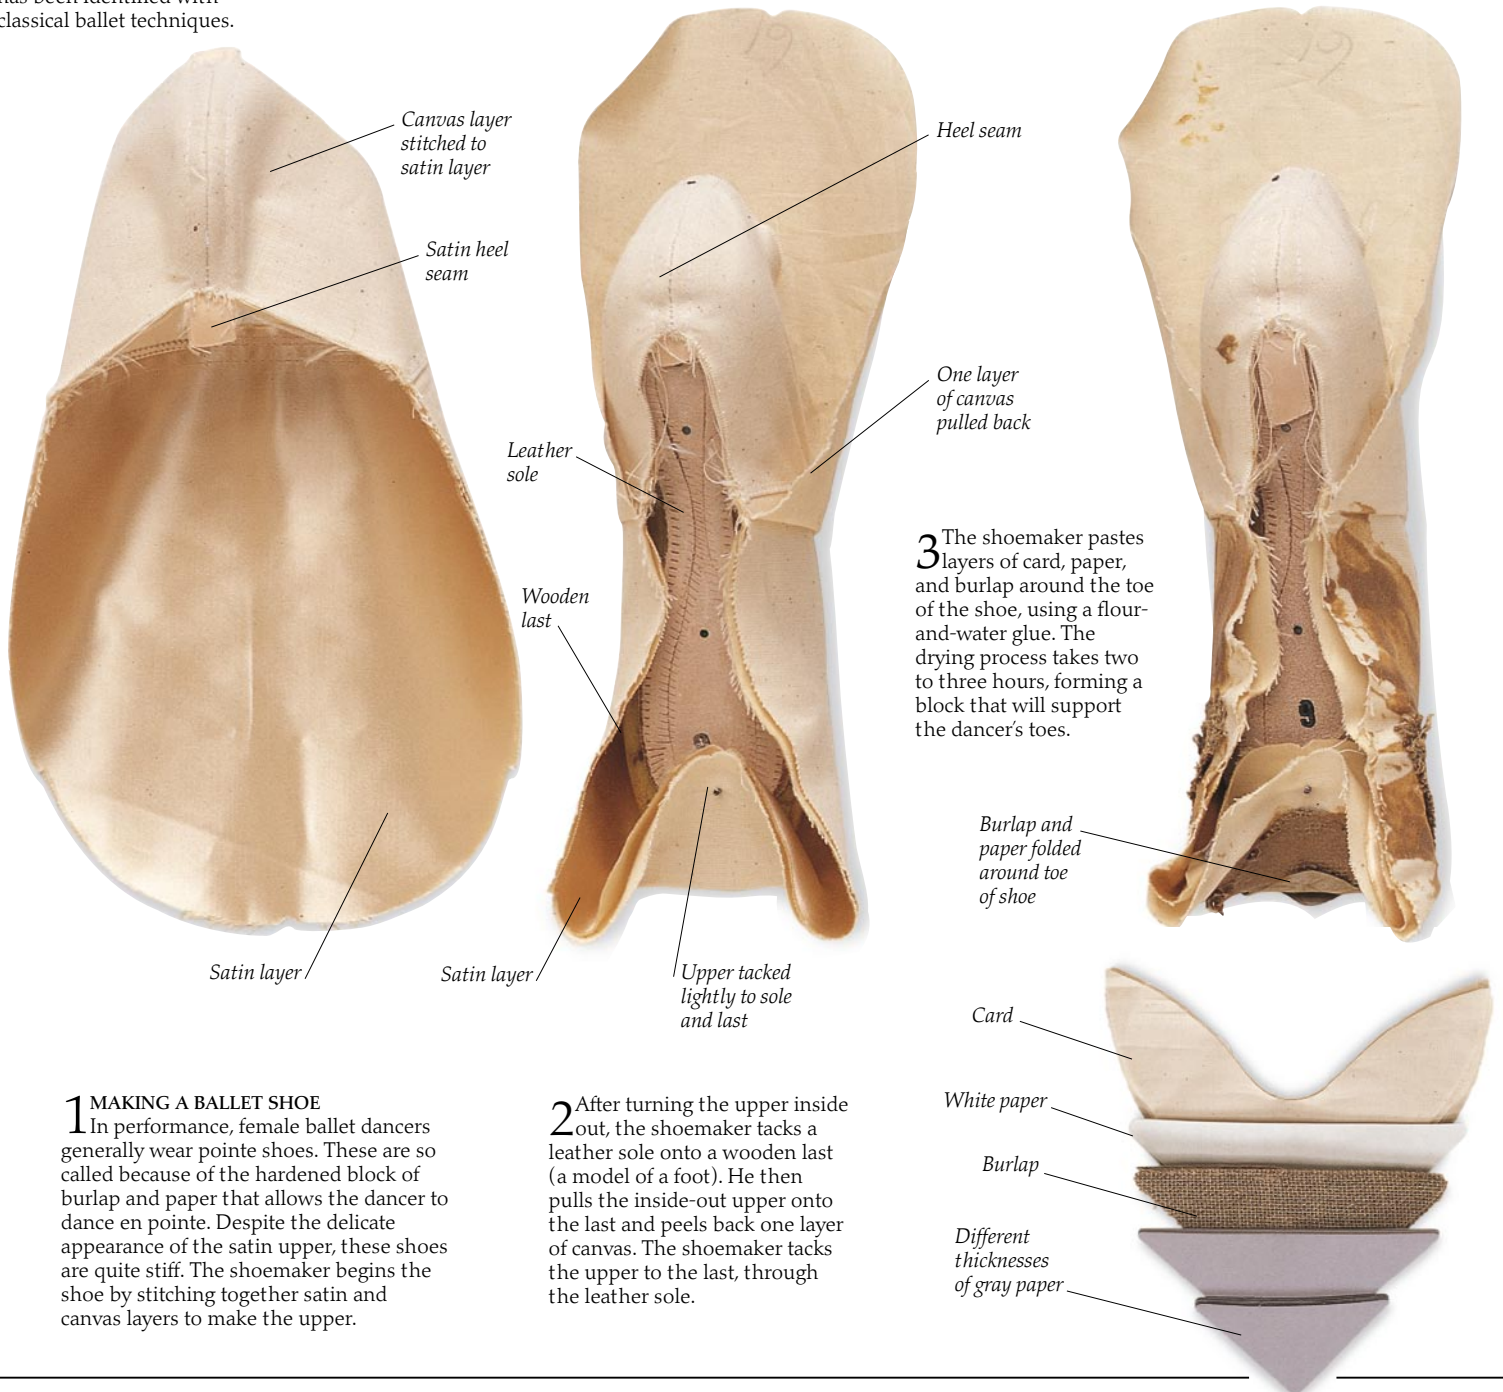 has been identified with
classical ballet techniques.
Canvas layer
stitched to
satin layer
Satin heel
seam
Satin layer
19
Heel seam
One layer
of canvas
pulled back
Leather
sole
Wooden
last
Satin layer
Upper tacked
lightly to sole
and last
19
3 The shoemaker pastes
layers of card, paper,
and burlap around the toe
of the shoe, using a flour-
and-water glue. The
drying process takes two
to three hours, forming a
block that will support
the dancer's toes.
9
Burlap and
paper folded
around toe
of shoe
Card
White paper
Burlap
Different
thicknesses
of gray paper
1 MAKING A BALLET SHOE
In performance, female ballet dancers
generally wear pointe shoes. These are so
called because of the hardened block of
burlap and paper that allows the dancer to
dance en pointe. Despite the delicate
appearance of the satin upper, these shoes
are quite stiff. The shoemaker begins the
shoe by stitching together satin and
canvas layers to make the upper.
2 After turning the upper inside
out, the shoemaker tacks a
leather sole onto a wooden last
(a model of a foot). He then
pulls the inside-out upper onto
the last and peels back one layer
of canvas. The shoemaker tacks
the upper to the last, through
the leather sole.